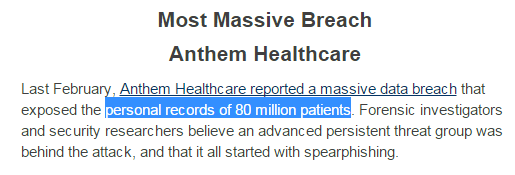 Most Massive Breach
Anthem Healthcare
Last February, Anthem Healthcare reported a massive data breach that
exposed the personal records of 80 million patients. Forensic investigators
and security researchers believe an advanced persistent threat group was
behind the attack, and that it all started with spearphishing.